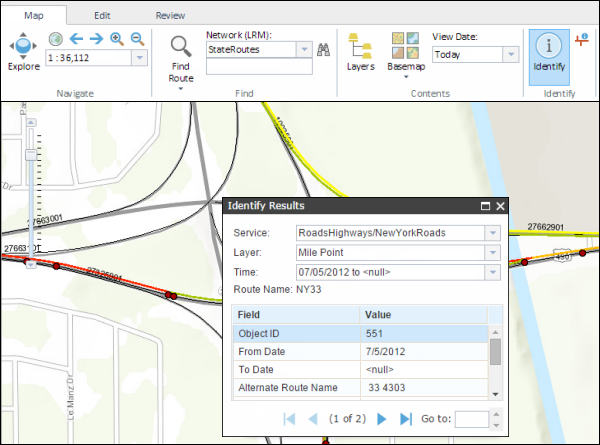 Map Edit Review
Network (LRM):
StateRoutes
View Date:
Today
1 : 36,112
Explore
Find
Route
Layers
Basemap
Identify
Navigate
Find
Contents
Identify
Dr
27663001
27662901
Identify Results
Service: RoadsHighways/NewYorkRoads
Layer: Mile Point
Time: 07/05/2012 to <null>
Route Name: NY33
Field Value
Object ID 551
From Date 7/5/2012
To Date <null>
Alternate Route Name 33 4303
(1 of 2) Go to:
Le Manz Dr